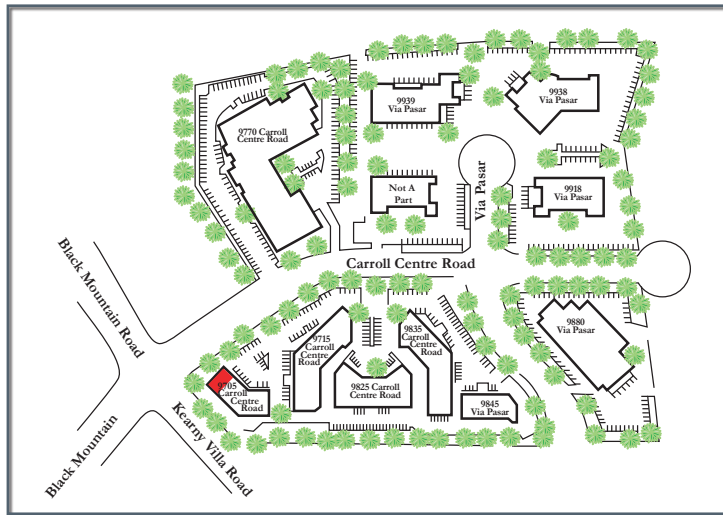 9939
Via Pasar
9938
Via Pasar
9770 Carroll
Centre Road
Not A
Part
Via Pasar
9918
Via Pasar
Carroll Centre Road
Black Mountain Road
9715
Carroll
Centre
Road
9835
Carroll
Centre
Road
9880
Via Pasar
9705
Carroll
Centre
Road
9825 Carroll
Centre Road
9845
Via Pasar
Kearny Villa Road
Black Mountain